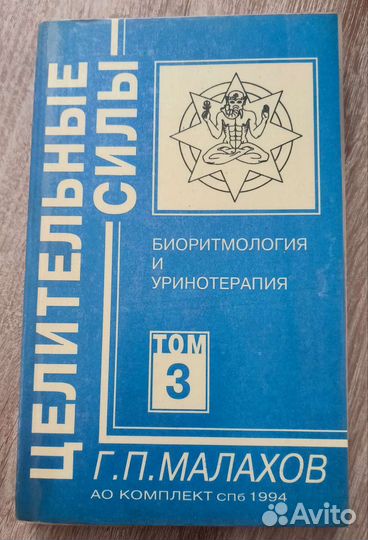 ЦЕЛИТЕЛЬНЫЕ
СИЛЫ
БИОРИТМОЛОГИЯ
И
УРИНОТЕРАПИЯ
ТОМ
3
Г.П.МАЛАХОВ
АО КОМПЛЕКТ спб 1994
Avito